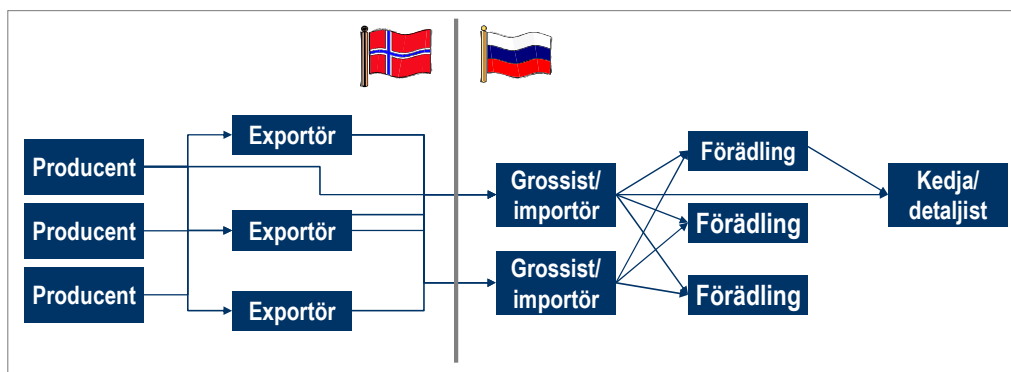 Producent
Producent
Producent
Exportör
Exportör
Exportör
Grossist/
importör
Grossist/
importör
Förädling
Förädling
Förädling
Kedja/
detaljist